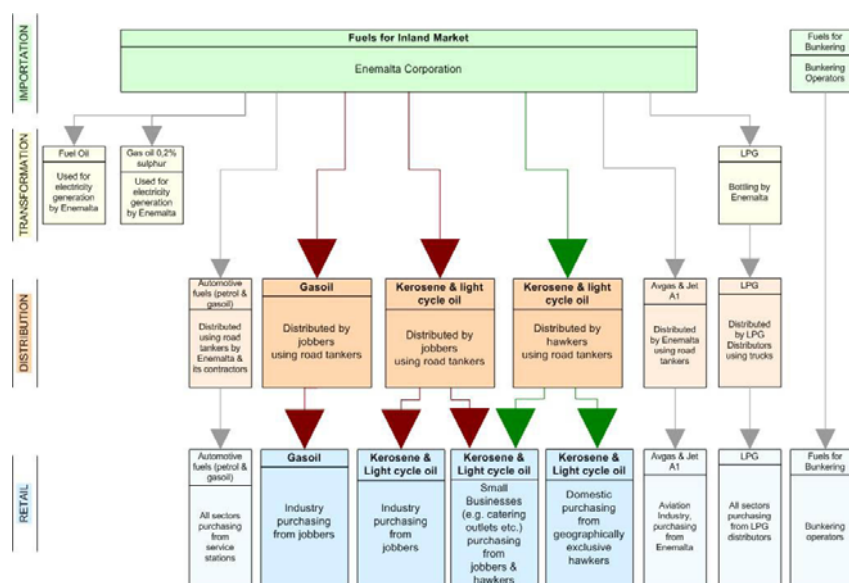 IMPORTATION
Fuels for Inland Market
Enemalta Corporation
Fuels for
Bunkering
Bunkering
Operators
TRANSFORMATION
Fuel Oil
Used for
electricity
generation
by Enemalta
Gas oil 0,2%
sulphur
Used for
electricity
generation
by Enemalta
LPG
Bottling by
Enemalta
DISTRIBUTION
Automotive
fuels (petrol &
gasoil)
Distributed
using road
tankers by
Enemalta &
its contractors
Gasoil
Distributed by
jobbers
using road tankers
Kerosene & light
cycle oil
Distributed by
jobbers
using road tankers
Kerosene & light
cycle oil
Distributed by
hawkers
using road tankers
Avgas & Jet
A1
Distributed
by Enemalta
using road
tankers
LPG
Distributed
by LPG
Distributors
using trucks
RETAIL
Automotive
fuels (petrol &
gasoil)
All sectors
purchasing
from
service
stations
Gasoil
Industry
purchasing
from jobbers
Kerosene &
Light cycle oil
Industry
purchasing
from
jobbers
Kerosene &
Light cycle oil
Small
Businesses
(e.g. catering
outlets etc.)
purchasing
from
jobbers &
hawkers
Kerosene &
Light cycle oil
Domestic
purchasing
from
geographically
exclusive
hawkers
Avgas & Jet
A1
Aviation
Industry,
purchasing
from
Enemalta
LPG
All sectors
purchasing
from LPG
distributors
Fuels for
Bunkering
Bunkering
operators